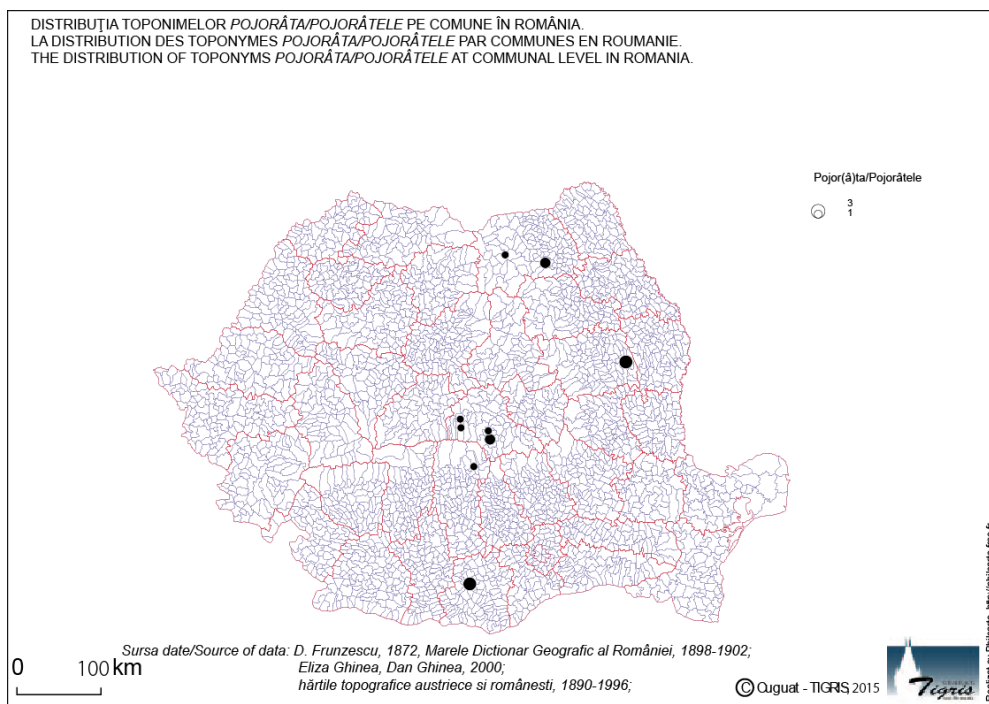 DISTRIBUŢIA TOPONIMELOR POJORÂTA/POJORÂTELE PE COMUNE ÎN ROMÂNIA.
LA DISTRIBUTION DES TOPONYMES POJORÂTA/POJORÂTELE PAR COMMUNES EN ROUMANIE.
THE DISTRIBUTION OF TOPONYMS POJORÂTA/POJORÂTELE AT COMMUNAL LEVEL IN ROMANIA.
Pojor(â)ta/Pojorâtele
3
1
Sursa date/Source of data: D. Frunzescu, 1872, Marele Dictionar Geografic al României, 1898-1902;
Eliza Ghinea, Dan Ghinea, 2000;
hărtile topografice austriece si românesti, 1890-1996;
0 100 km
© Cuguat - TIGRIS, 2015
Tigris